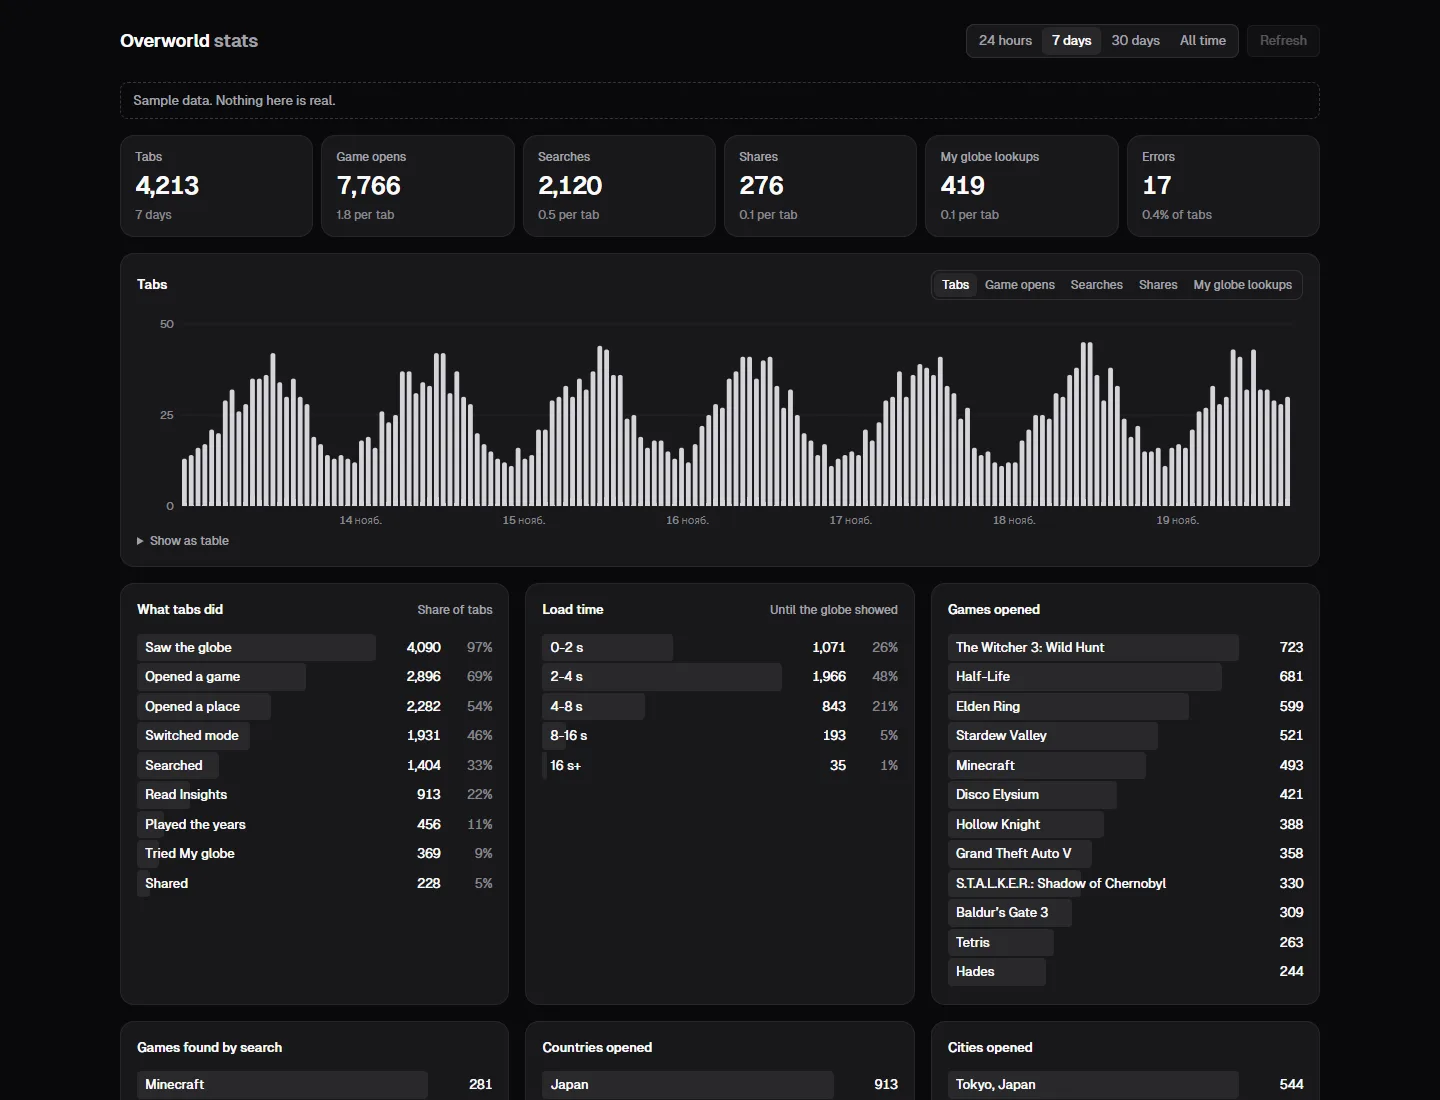 Overworld stats
24 hours 7 days 30 days All time Refresh
Sample data. Nothing here is real.
Tabs
4,213
7 days
Game opens
7,766
1.8 per tab
Searches
2,120
0.5 per tab
Shares
276
0.1 per tab
My globe lookups
419
0.1 per tab
Errors
17
0.4% of tabs
Tabs
Tabs Game opens Searches Shares My globe lookups
50
25
0
14 нояб. 15 нояб. 16 нояб. 17 нояб. 18 нояб. 19 нояб.
▶ Show as table
What tabs did Share of tabs
Saw the globe 4,090 97%
Opened a game 2,896 69%
Opened a place 2,282 54%
Switched mode 1,931 46%
Searched 1,404 33%
Read Insights 913 22%
Played the years 456 11%
Tried My globe 369 9%
Shared 228 5%
Load time Until the globe showed
0–2 s 1,071 26%
2–4 s 1,966 48%
4–8 s 843 21%
8–16 s 193 5%
16 s+ 35 1%
Games opened
The Witcher 3: Wild Hunt 723
Half-Life 681
Elden Ring 599
Stardew Valley 521
Minecraft 493
Disco Elysium 421
Hollow Knight 388
Grand Theft Auto V 358
S.T.A.L.K.E.R.: Shadow of Chernobyl 330
Baldur’s Gate 3 309
Tetris 263
Hades 244
Games found by search
Minecraft 281
Countries opened
Japan 913
Cities opened
Tokyo, Japan 544